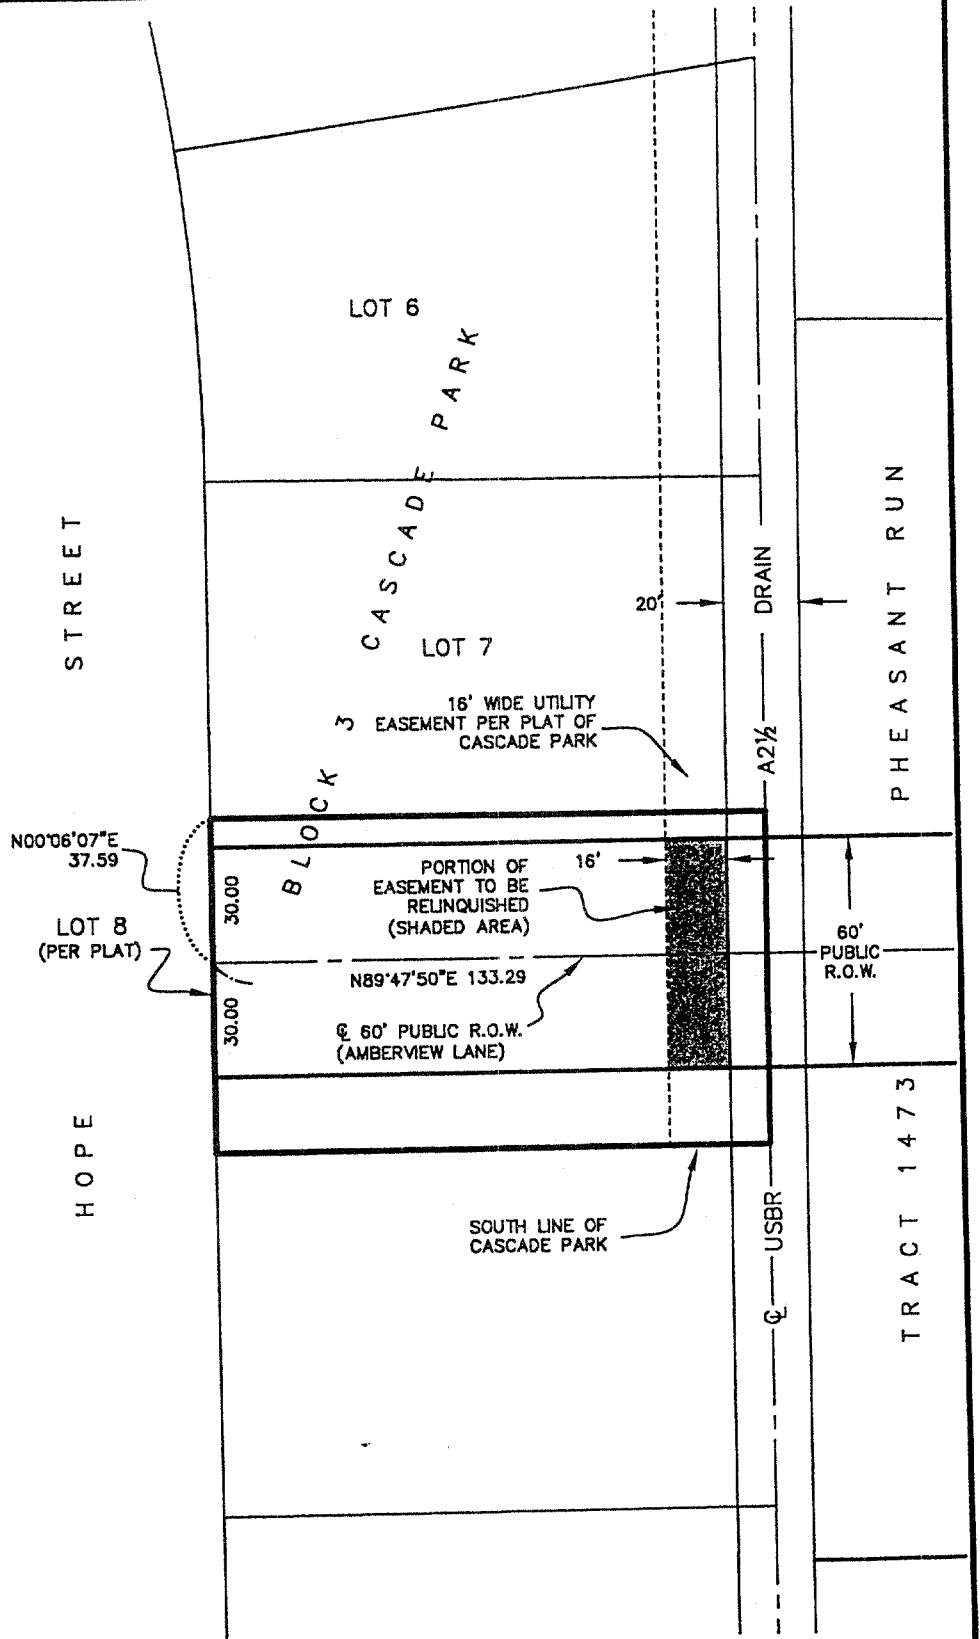 LOT 6
BLOCK 3 CASCADE PARK
STREET
HOPE
PHEASANT RUN
TRACT 1473
20'
DRAIN
A2½
USBR
℄
LOT 7
16' WIDE UTILITY
EASEMENT PER PLAT OF
CASCADE PARK
N00°06'07"E
37.59
LOT 8
(PER PLAT)
30.00
30.00
PORTION OF
EASEMENT TO BE
RELINQUISHED
(SHADED AREA)
16'
60'
PUBLIC
R.O.W.
N89°47'50"E 133.29
℄ 60' PUBLIC R.O.W.
(AMBERVIEW LANE)
SOUTH LINE OF
CASCADE PARK